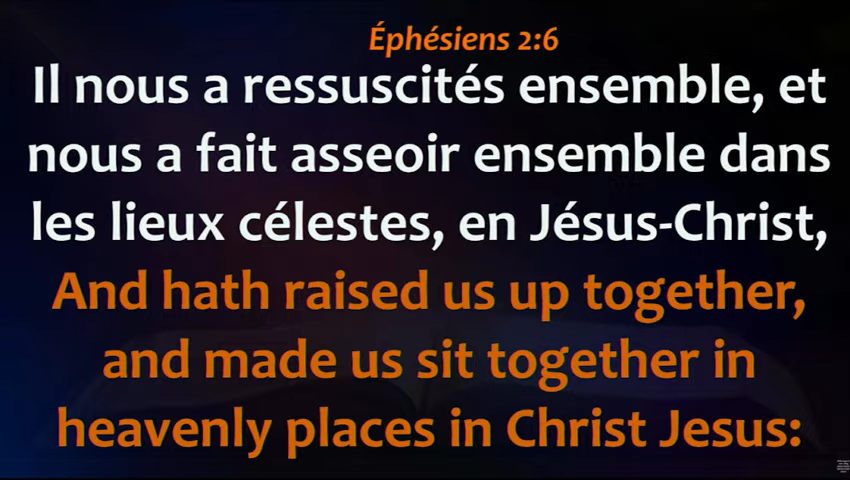 Éphésiens 2:6
Il nous a ressuscités ensemble, et
nous a fait asseoir ensemble dans
les lieux célestes, en Jésus-Christ,
And hath raised us up together,
and made us sit together in
heavenly places in Christ Jesus: